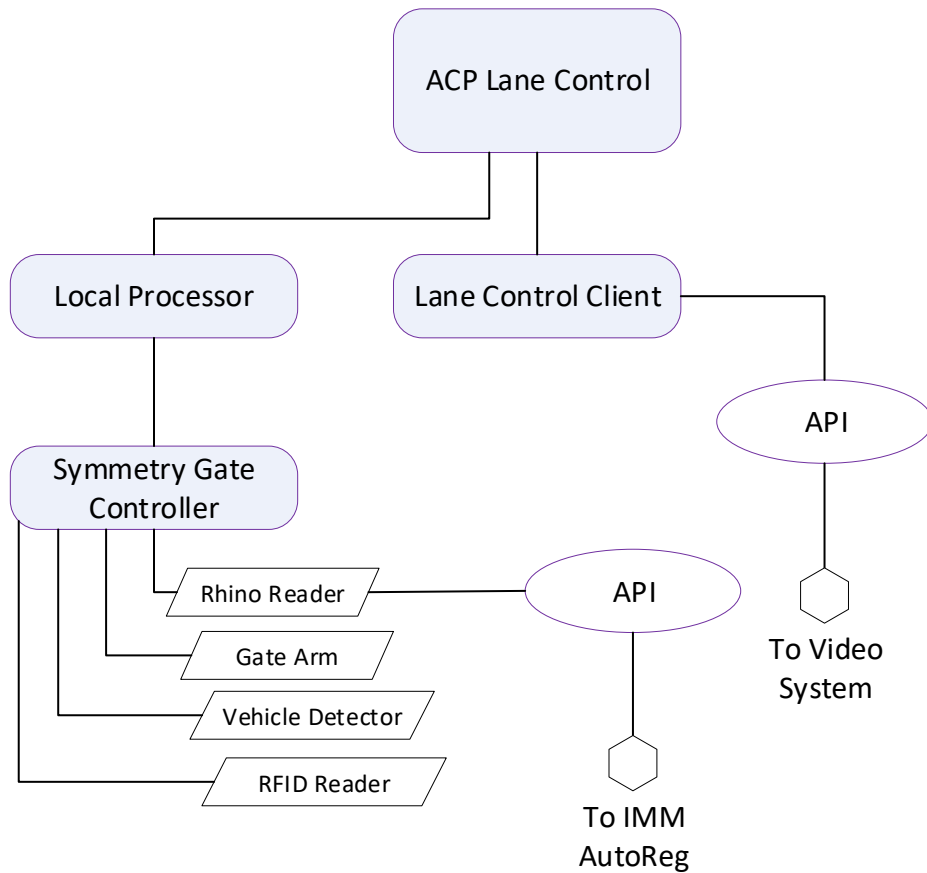 ACP Lane Control
Local Processor
Lane Control Client
API
Symmetry Gate
Controller
Rhino Reader
API
Gate Arm
To Video
System
Vehicle Detector
RFID Reader
To IMM
AutoReg